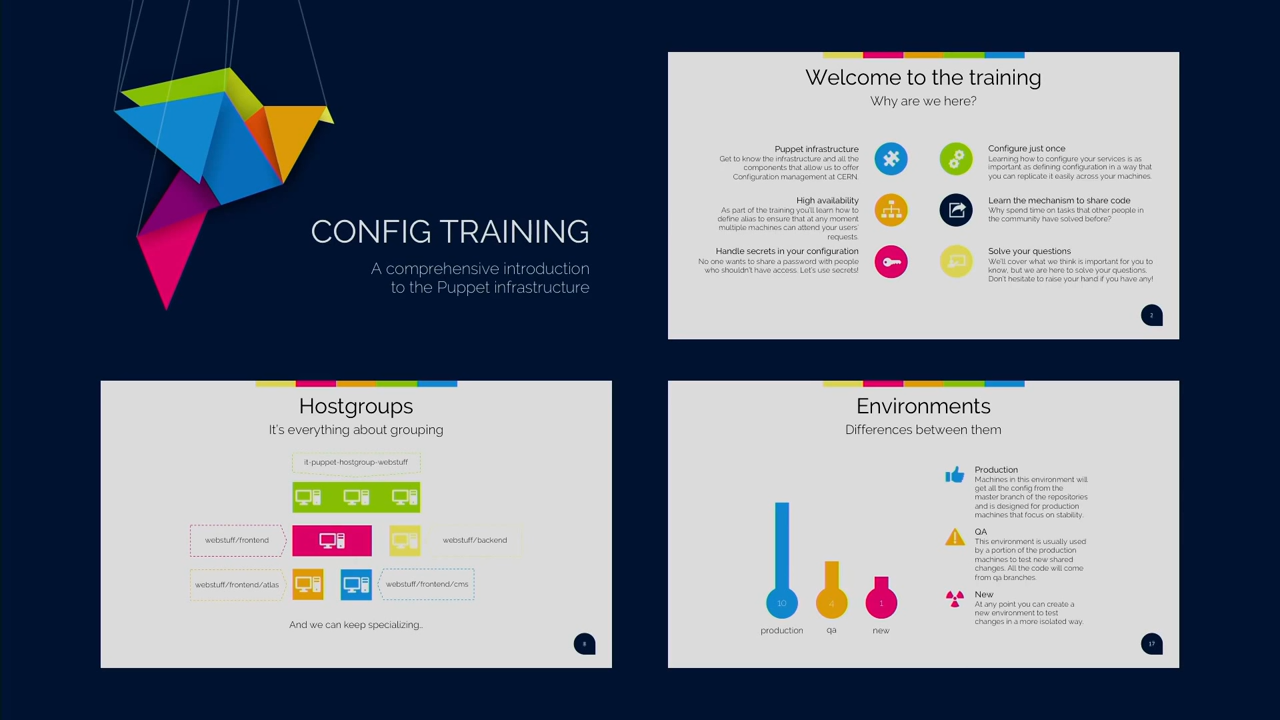 CONFIG TRAINING
A comprehensive introduction
to the Puppet infrastructure
Welcome to the training
Why are we here?
Puppet infrastructure
Get to know the infrastructure and all the
components that allow us to offer
Configuration management at CERN.
High availability
As part of the training you'll learn how to
define alias to ensure that at any moment
multiple machines can attend your users'
requests.
Handle secrets in your configuration
No one wants to share a password with people
who shouldn't have access. Let's use secrets!
Configure just once
Learning how to configure your services is as
important as defining configuration in a way that
you can replicate it easily across your machines.
Learn the mechanism to share code
Why spend time on tasks that other people in
the community have solved before?
Solve your questions
We'll cover what we think is important for you to
know, but we are here to solve your questions.
Don't hesitate to raise your hand if you have any!
2
Hostgroups
It's everything about grouping
it-puppet-hostgroup-webstuff
webstuff/frontend
webstuff/backend
webstuff/frontend/atlas
webstuff/frontend/cms
And we can keep specializing...
8
Environments
Differences between them
10
4
1
production
qa
new
Production
Machines in this environment will
get all the config from the
master branch of the repositories
and is designed for production
machines that focus on stability.
QA
This environment is usually used
by a portion of the production
machines to test new shared
changes. All the code will come
from qa branches.
New
At any point you can create a
new environment to test
changes in a more isolated way.
17